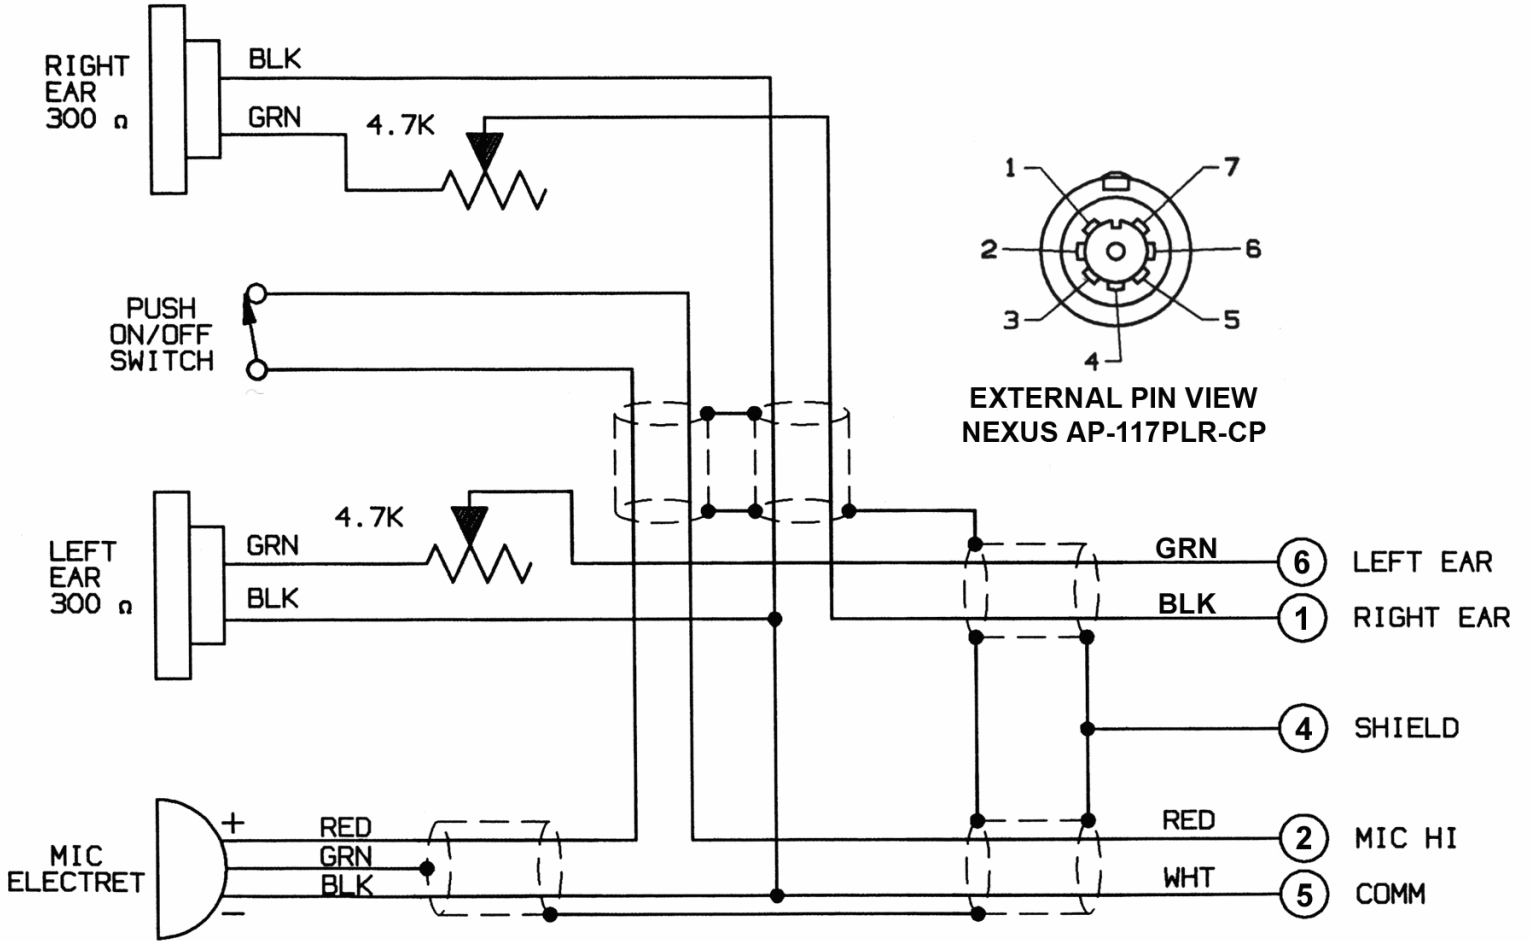 RIGHT
EAR
300 Ω
BLK
GRN
4.7K
PUSH
ON/OFF
SWITCH
1
7
2
6
3
5
4
EXTERNAL PIN VIEW
NEXUS AP-117PLR-CP
LEFT
EAR
300 Ω
GRN
BLK
4.7K
GRN
6 LEFT EAR
BLK
1 RIGHT EAR
4 SHIELD
MIC
ELECTRET
+
RED
GRN
BLK
−
RED
2 MIC HI
WHT
5 COMM